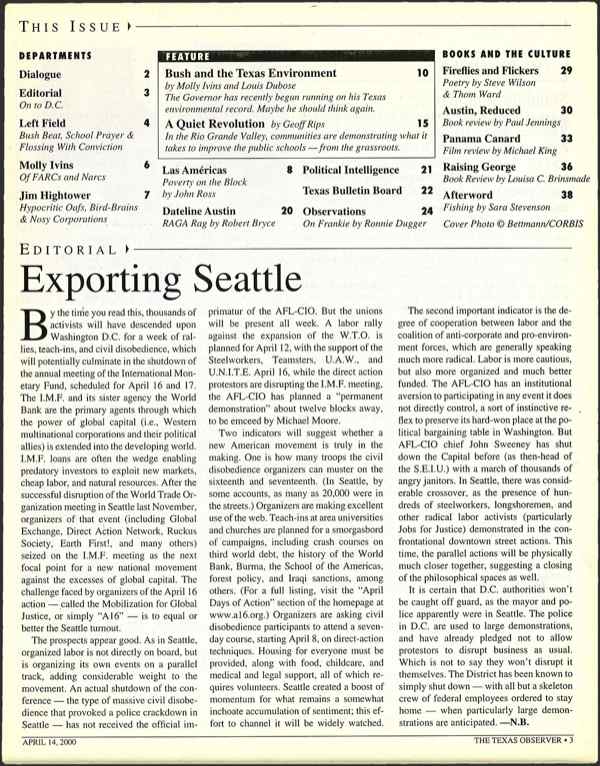 THIS ISSUE
DEPARTMENTS
Dialogue 2
Editorial 3
On to D.C.
Left Field 4
Bush Beat, School Prayer &
Flossing With Conviction
Molly Ivins 6
Of FARCs and Narcs
Jim Hightower 7
Hypocritic Oafs, Bird-Brains
& Nosy Corporations
FEATURE
Bush and the Texas Environment 10
by Molly Ivins and Louis Dubose
The Governor has recently begun running on his Texas
environmental record. Maybe he should think again.
A Quiet Revolution by Geoff Rips 15
In the Rio Grande Valley, communities are demonstrating what it
takes to improve the public schools — from the grassroots.
Las Américas 8
Poverty on the Block
by John Ross
Dateline Austin 20
RAGA Rag by Robert Bryce
Political Intelligence 21
Texas Bulletin Board 22
Observations 24
On Frankie by Ronnie Dugger
BOOKS AND THE CULTURE
Fireflies and Flickers 29
Poetry by Steve Wilson
& Thom Ward
Austin, Reduced 30
Book review by Paul Jennings
Panama Canard 33
Film review by Michael King
Raising George 36
Book Review by Louisa C. Brinsmade
Afterword 38
Fishing by Sara Stevenson
Cover Photo © Bettmann/CORBIS
EDITORIAL
Exporting Seattle
By the time you read this, thousands of
activists will have descended upon
Washington D.C. for a week of ral-
lies, teach-ins, and civil disobedience, which
will potentially culminate in the shutdown of
the annual meeting of the International Mon-
etary Fund, scheduled for April 16 and 17.
The I.M.F. and its sister agency the World
Bank are the primary agents through which
the power of global capital (i.e., Western
multinational corporations and their political
allies) is extended into the developing world.
I.M.F. loans are often the wedge enabling
predatory investors to exploit new markets,
cheap labor, and natural resources. After the
successful disruption of the World Trade Or-
ganization meeting in Seattle last November,
organizers of that event (including Global
Exchange, Direct Action Network, Ruckus
Society, Earth First!, and many others)
seized on the I.M.F. meeting as the next
focal point for a new national movement
against the excesses of global capital. The
challenge faced by organizers of the April 16
action — called the Mobilization for Global
Justice, or simply "A16" — is to equal or
better the Seattle turnout.
The prospects appear good. As in Seattle,
organized labor is not directly on board, but
is organizing its own events on a parallel
track, adding considerable weight to the
movement. An actual shutdown of the con-
ference — the type of massive civil disobe-
dience that provoked a police crackdown in
Seattle — has not received the official im-
primatur of the AFL-CIO. But the unions
will be present all week. A labor rally
against the expansion of the W.T.O. is
planned for April 12, with the support of the
Steelworkers, Teamsters, U.A.W., and
U.N.I.T.E. April 16, while the direct action
protestors are disrupting the I.M.F. meeting,
the AFL-CIO has planned a "permanent
demonstration" about twelve blocks away,
to be emceed by Michael Moore.
Two indicators will suggest whether a
new American movement is truly in the
making. One is how many troops the civil
disobedience organizers can muster on the
sixteenth and seventeenth. (In Seattle, by
some accounts, as many as 20,000 were in
the streets.) Organizers are making excellent
use of the web. Teach-ins at area universities
and churches are planned for a smorgasbord
of campaigns, including crash courses on
third world debt, the history of the World
Bank, Burma, the School of the Americas,
forest policy, and Iraqi sanctions, among
others. (For a full listing, visit the "April
Days of Action" section of the homepage at
www.a16.org.) Organizers are asking civil
disobedience participants to attend a seven-
day course, starting April 8, on direct-action
techniques. Housing for everyone must be
provided, along with food, childcare, and
medical and legal support, all of which re-
quires volunteers. Seattle created a boost of
momentum for what remains a somewhat
inchoate accumulation of sentiment; this ef-
fort to channel it will be widely watched.
The second important indicator is the de-
gree of cooperation between labor and the
coalition of anti-corporate and pro-environ-
ment forces, which are generally speaking
much more radical. Labor is more cautious,
but also more organized and much better
funded. The AFL-CIO has an institutional
aversion to participating in any event it does
not directly control, a sort of instinctive re-
flex to preserve its hard-won place at the po-
litical bargaining table in Washington. But
AFL-CIO chief John Sweeney has shut
down the Capital before (as then-head of
the S.E.I.U.) with a march of thousands of
angry janitors. In Seattle, there was consid-
erable crossover, as the presence of hun-
dreds of steelworkers, longshoremen, and
other radical labor activists (particularly
Jobs for Justice) demonstrated in the con-
frontational downtown street actions. This
time, the parallel actions will be physically
much closer together, suggesting a closing
of the philosophical spaces as well.
It is certain that D.C. authorities won't
be caught off guard, as the mayor and po-
lice apparently were in Seattle. The police
in D.C. are used to large demonstrations,
and have already pledged not to allow
protestors to disrupt business as usual.
Which is not to say they won't disrupt it
themselves. The District has been known to
simply shut down — with all but a skeleton
crew of federal employees ordered to stay
home — when particularly large demon-
strations are anticipated. —N.B.
APRIL 14, 2000
THE TEXAS OBSERVER • 3